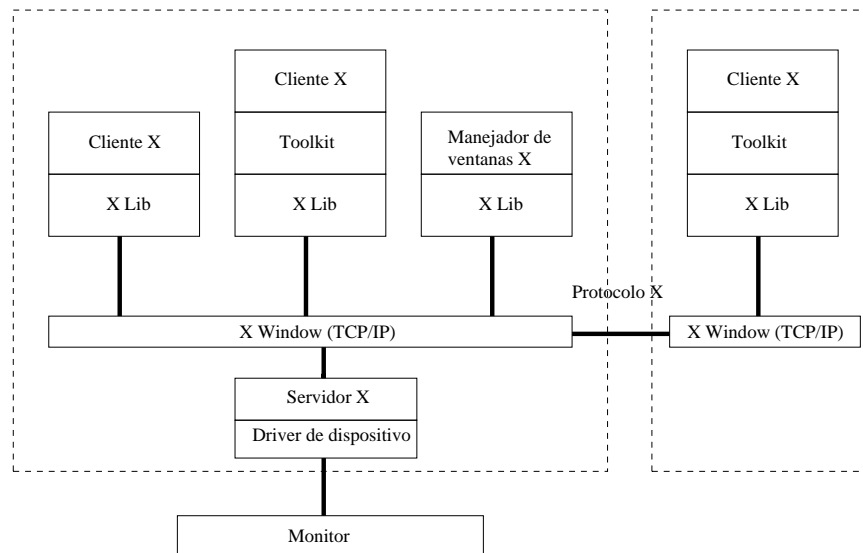 Cliente X
Cliente X
Cliente X
Toolkit
Manejador de
ventanas X
Toolkit
X Lib
X Lib
X Lib
X Lib
Protocolo X
X Window (TCP/IP)
X Window (TCP/IP)
Servidor X
Driver de dispositivo
Monitor